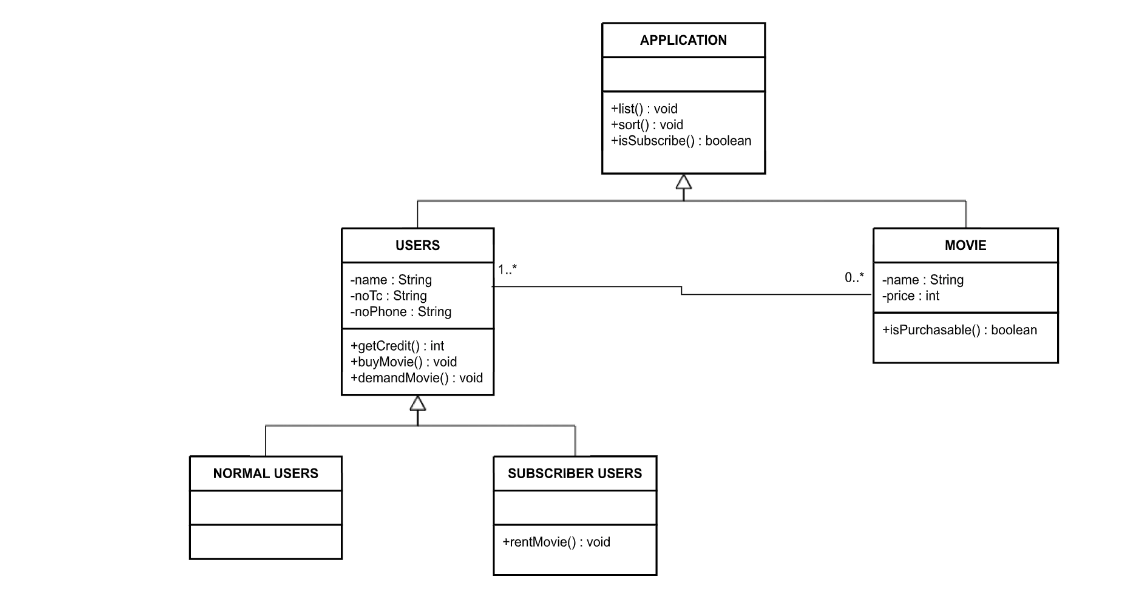 APPLICATION
+list() : void
+sort() : void
+isSubscribe() : boolean
USERS
-name : String
-noTc : String
-noPhone : String
+getCredit() : int
+buyMovie() : void
+demandMovie() : void
1..*
0..*
MOVIE
-name : String
-price : int
+isPurchasable() : boolean
NORMAL USERS
SUBSCRIBER USERS
+rentMovie() : void